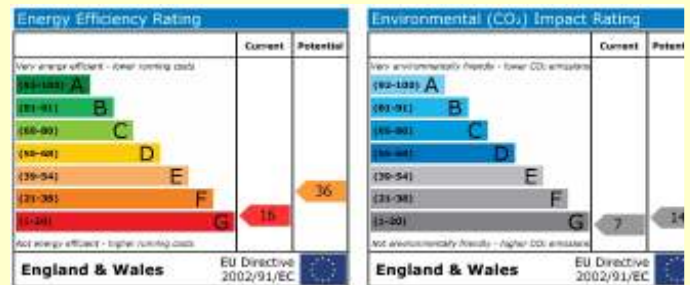 Energy Efficiency Rating
Current Potential
Very energy efficient - lower running costs
(92-100) A
(81-91) B
(69-80) C
(55-68) D
(39-54) E
(21-38) F
(1-20) G
16
36
Not energy efficient - higher running costs
England & Wales
EU Directive
2002/91/EC
Environmental (CO₂) Impact Rating
Current Potent
Very environmentally friendly - lower CO₂ emissions
(92-100) A
(81-91) B
(69-80) C
(55-68) D
(39-54) E
(21-38) F
(1-20) G
7
14
Not environmentally friendly - higher CO₂ emissions
England & Wales
EU Directive
2002/91/EC